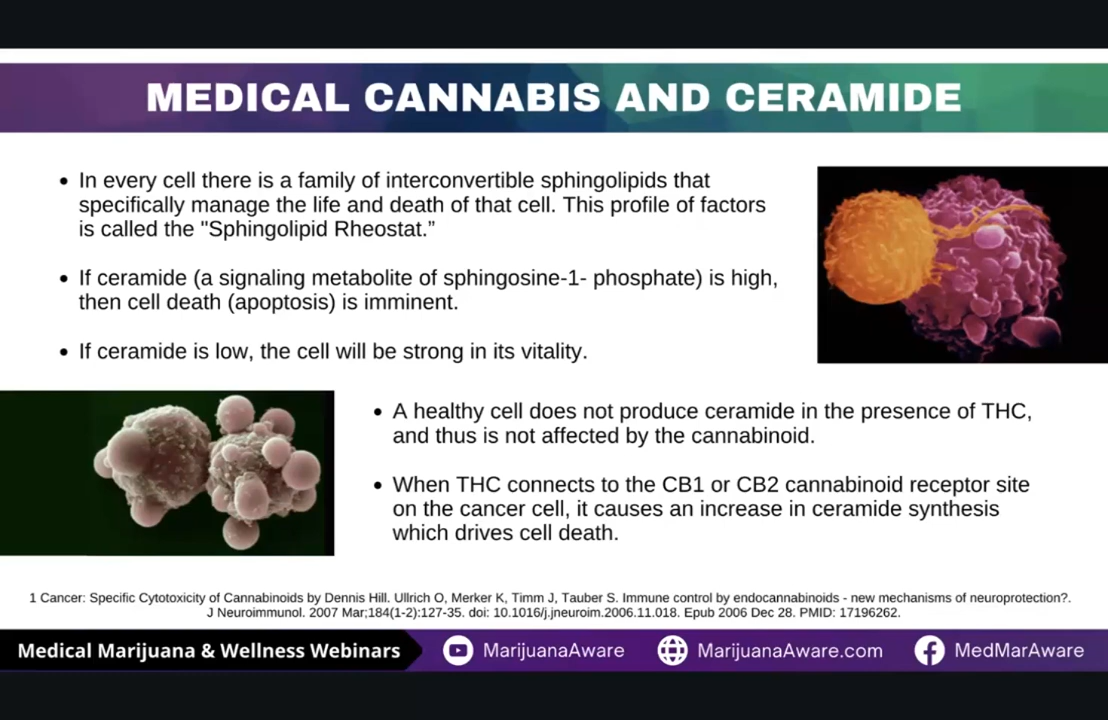 MEDICAL CANNABIS AND CERAMIDE
• In every cell there is a family of interconvertible sphingolipids that
specifically manage the life and death of that cell. This profile of factors
is called the "Sphingolipid Rheostat.”
• If ceramide (a signaling metabolite of sphingosine-1- phosphate) is high,
then cell death (apoptosis) is imminent.
• If ceramide is low, the cell will be strong in its vitality.
• A healthy cell does not produce ceramide in the presence of THC,
and thus is not affected by the cannabinoid.
• When THC connects to the CB1 or CB2 cannabinoid receptor site
on the cancer cell, it causes an increase in ceramide synthesis
which drives cell death.
1 Cancer: Specific Cytotoxicity of Cannabinoids by Dennis Hill. Ullrich O, Merker K, Timm J, Tauber S. Immune control by endocannabinoids - new mechanisms of neuroprotection?.
J Neuroimmunol. 2007 Mar;184(1-2):127-35. doi: 10.1016/j.jneuroim.2006.11.018. Epub 2006 Dec 28. PMID: 17196262.
Medical Marijuana & Wellness Webinars MarijuanaAware MarijuanaAware.com MedMarAware